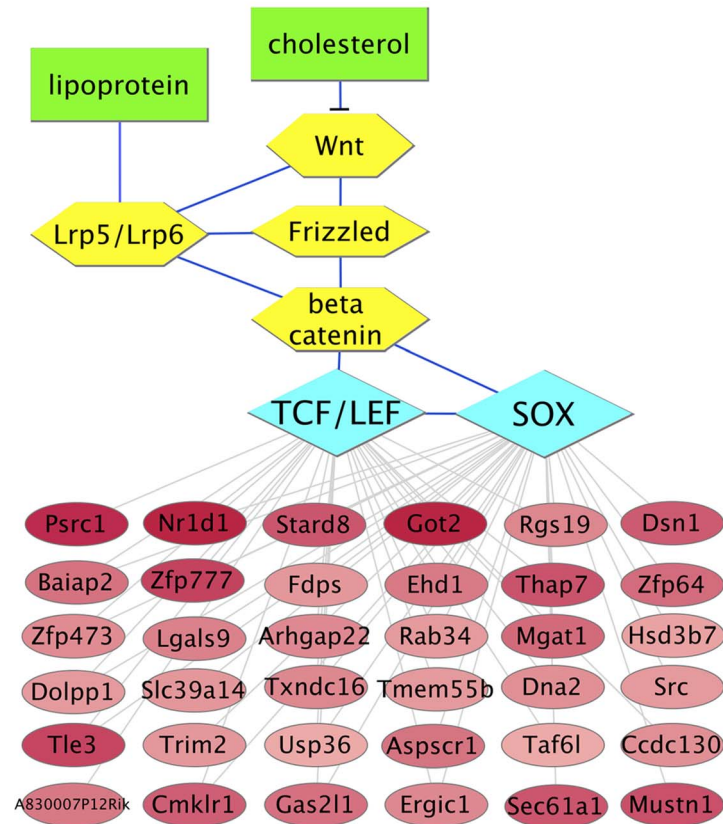 cholesterol
lipoprotein
Wnt
Lrp5/Lrp6
Frizzled
beta
catenin
TCF/LEF
SOX
Psrc1
Nr1d1
Stard8
Got2
Rgs19
Dsn1
Baiap2
Zfp777
Fdps
Ehd1
Thap7
Zfp64
Zfp473
Lgals9
Arhgap22
Rab34
Mgat1
Hsd3b7
Dolpp1
Slc39a14
Txndc16
Tmem55b
Dna2
Src
Tle3
Trim2
Usp36
Aspscr1
Taf6l
Ccdc130
A830007P12Rik
Cmklr1
Gas2l1
Ergic1
Sec61a1
Mustn1